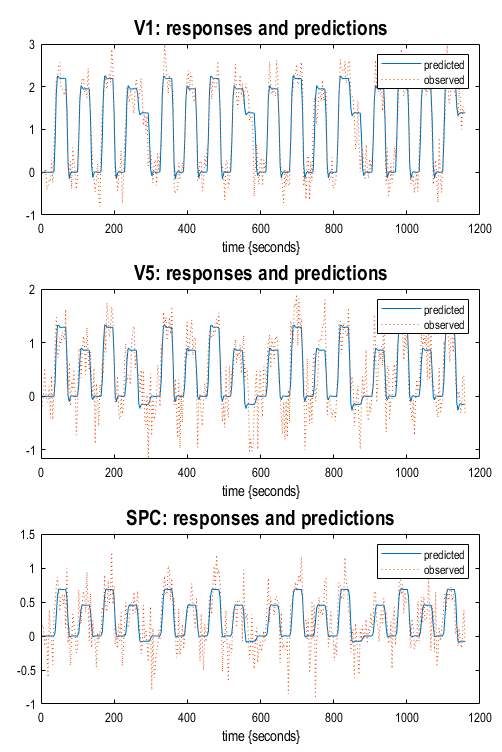 V1: responses and predictions
3
2
1
0
-1
predicted
observed
0 200 400 600 800 1000 1200
time {seconds}
V5: responses and predictions
2
1
0
-1
predicted
observed
0 200 400 600 800 1000 1200
time {seconds}
SPC: responses and predictions
1.5
1
0.5
0
-0.5
-1
predicted
observed
0 200 400 600 800 1000 1200
time {seconds}